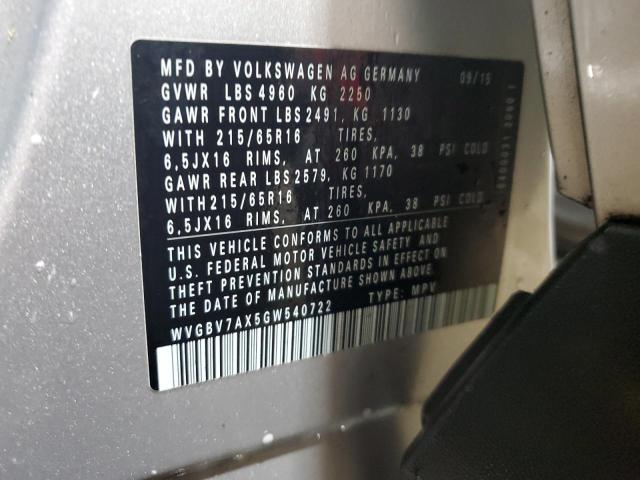 MFD BY VOLKSWAGEN AG GERMANY 09/15
GVWR LBS 4960 KG 2250
GAWR FRONT LBS 2491, KG 1130
WITH 215/65R16 TIRES,
6,5JX16 RIMS, AT 260 KPA, 38 PSI COLD
GAWR REAR LBS 2579, KG 1170
WITH 215/65R16 TIRES,
6,5JX16 RIMS, AT 260 KPA, 38 PSI COLD
THIS VEHICLE CONFORMS TO ALL APPLICABLE
U.S. FEDERAL MOTOR VEHICLE SAFETY AND
THEFT PREVENTION STANDARDS IN EFFECT ON
THE DATE OF MANUFACTURE SHOWN ABOVE.
WVGBV7AX5GW540722 TYPE: MPV